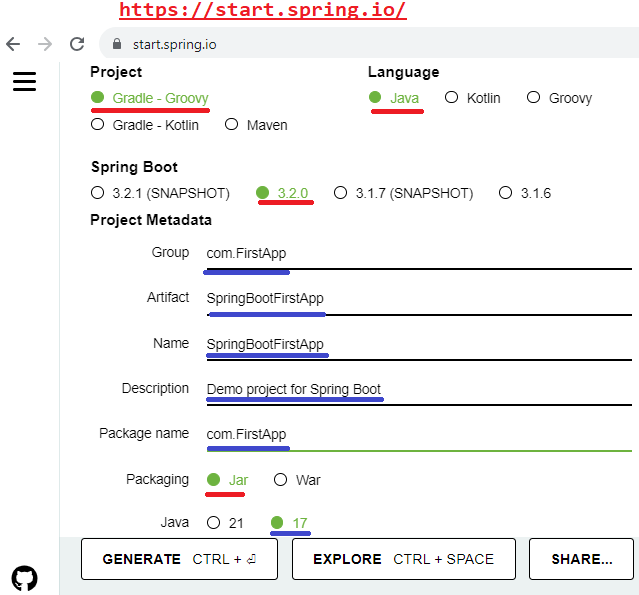 https://start.spring.io/
start.spring.io
Project Language
Gradle - Groovy Java Kotlin Groovy
Gradle - Kotlin Maven
Spring Boot
3.2.1 (SNAPSHOT) 3.2.0 3.1.7 (SNAPSHOT) 3.1.6
Project Metadata
Group com.FirstApp
Artifact SpringBootFirstApp
Name SpringBootFirstApp
Description Demo project for Spring Boot
Package name com.FirstApp
Packaging Jar War
Java 21 17
GENERATE CTRL + ⏎ EXPLORE CTRL + SPACE SHARE...